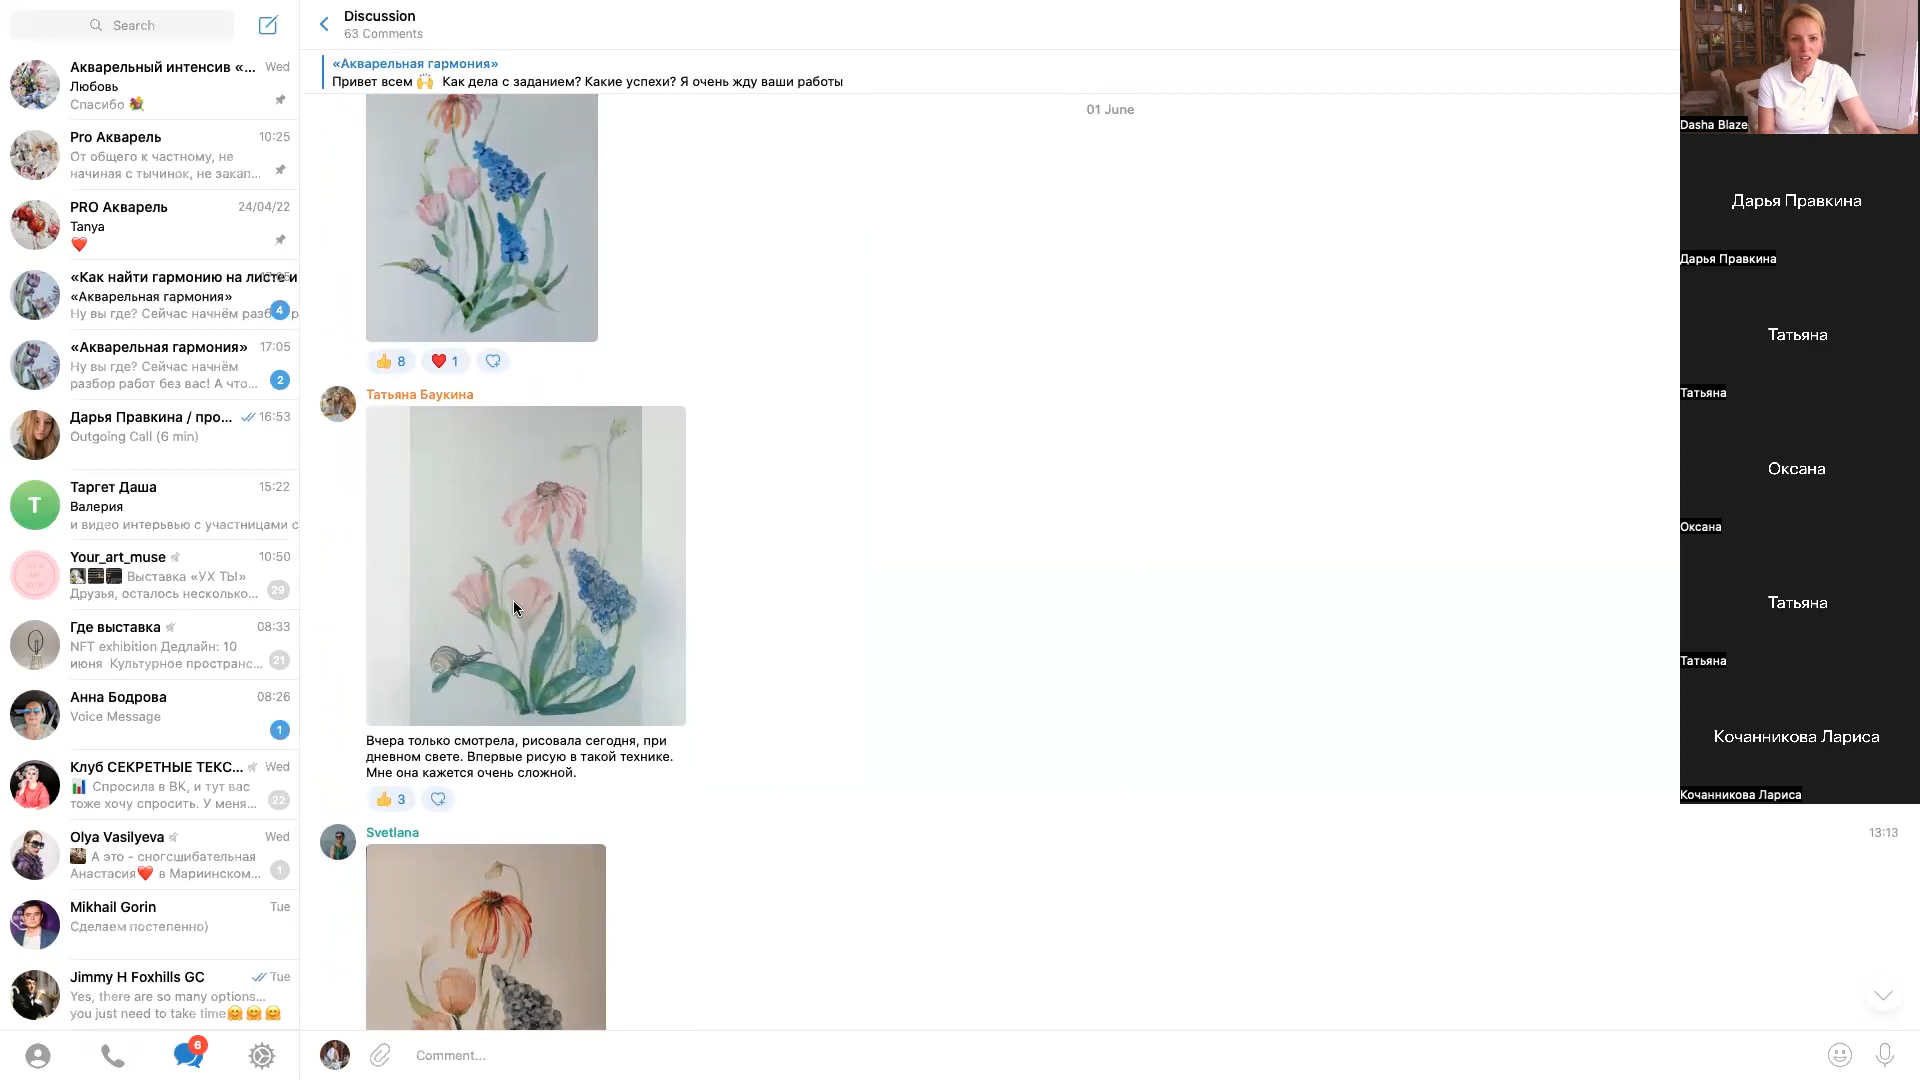 Search
Акварельный интенсив «... Wed
Любовь
Спасибо 💐
Pro Акварель 10:25
От общего к частному, не
начиная с тычинок, не закап...
PRO Акварель 24/04/22
Tanya
❤️
«Как найти гармонию на листе и
«Акварельная гармония»
Ну вы где? Сейчас начнём разбор р
4
«Акварельная гармония» 17:05
Ну вы где? Сейчас начнём
разбор работ без вас! А что...
2
Дарья Правкина / про... 16:53
Outgoing Call (6 min)
T
Таргет Даша 15:22
Валерия
и видео интерьвью с участницами с
Your_art_muse 10:50
Выставка «УХ ТЫ»
Друзья, осталось несколько...
29
Где выставка 08:33
NFT exhibition Дедлайн: 10
июня Культурное пространс...
21
Анна Бодрова 08:26
Voice Message
1
Клуб СЕКРЕТНЫЕ ТЕКС... Wed
📊 Спросила в ВК, и тут вас
тоже хочу спросить. У меня...
22
Olya Vasilyeva Wed
А это - сногсшибательная
Анастасия❤️ в Мариинском...
1
Mikhail Gorin Tue
Сделаем постепенно)
Jimmy H Foxhills GC Tue
Yes, there are so many options...
you just need to take time🤗🤗🤗
6
Discussion
63 Comments
«Акварельная гармония»
Привет всем 🙌 Как дела с заданием? Какие успехи? Я очень жду ваши работы
01 June
👍 8 ❤️ 1
Татьяна Баукина
Вчера только смотрела, рисовала сегодня, при
дневном свете. Впервые рисую в такой технике.
Мне она кажется очень сложной.
👍 3
Svetlana
13:13
Comment...
Dasha Blaze
Дарья Правкина
Дарья Правкина
Татьяна
Татьяна
Оксана
Оксана
Татьяна
Татьяна
Кочанникова Лариса
Кочанникова Лариса